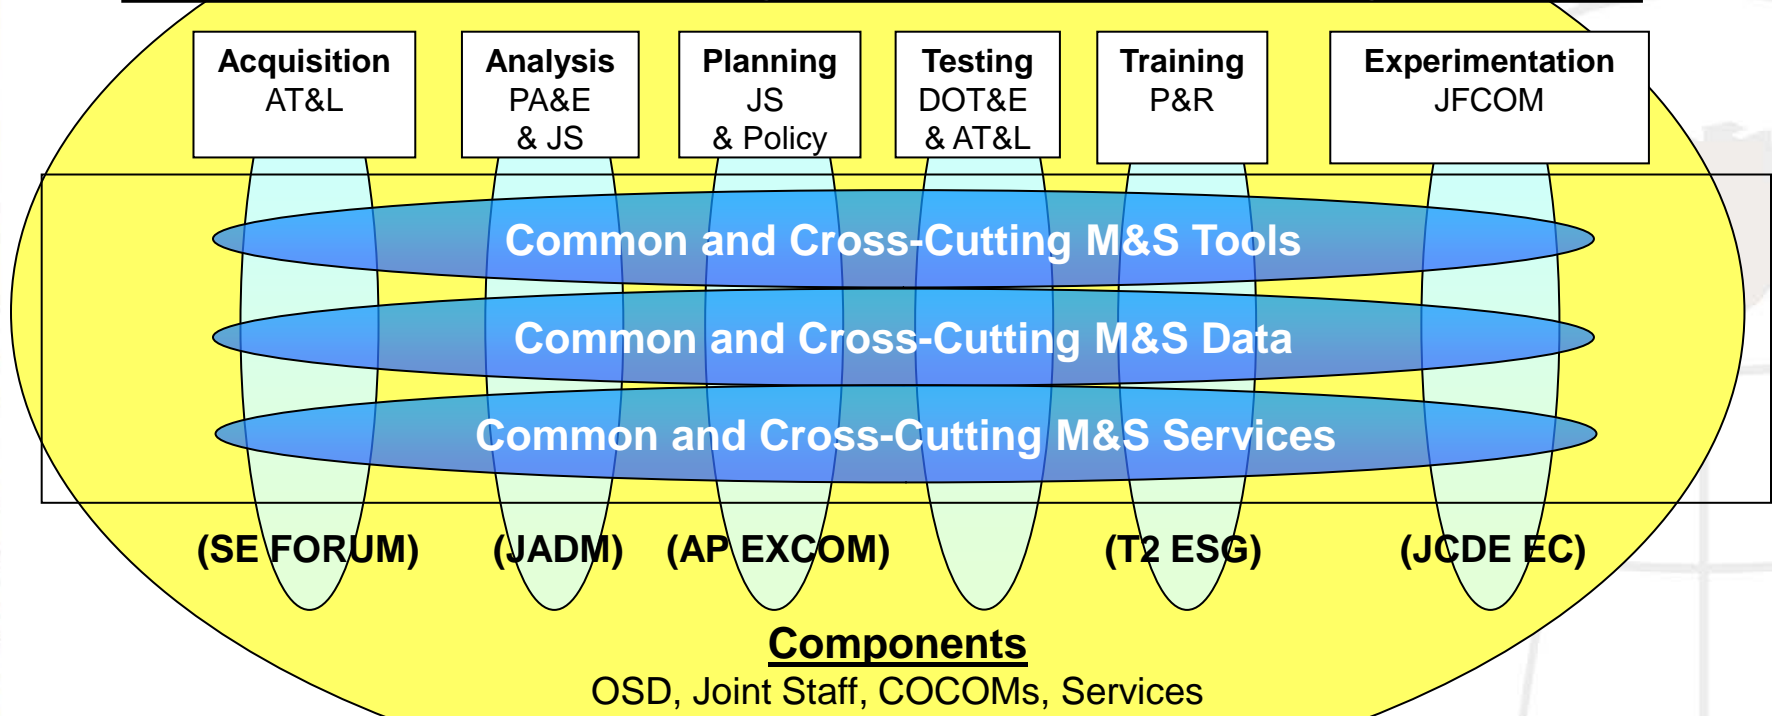 Acquisition
AT&L
Analysis
PA&E
& JS
Planning
JS
& Policy
Testing
DOT&E
& AT&L
Training
P&R
Experimentation
JFCOM
Common and Cross-Cutting M&S Tools
Common and Cross-Cutting M&S Data
Common and Cross-Cutting M&S Services
(SE FORUM)
(JADM)
(AP EXCOM)
(T2 ESG)
(JCDE EC)
Components
OSD, Joint Staff, COCOMs, Services